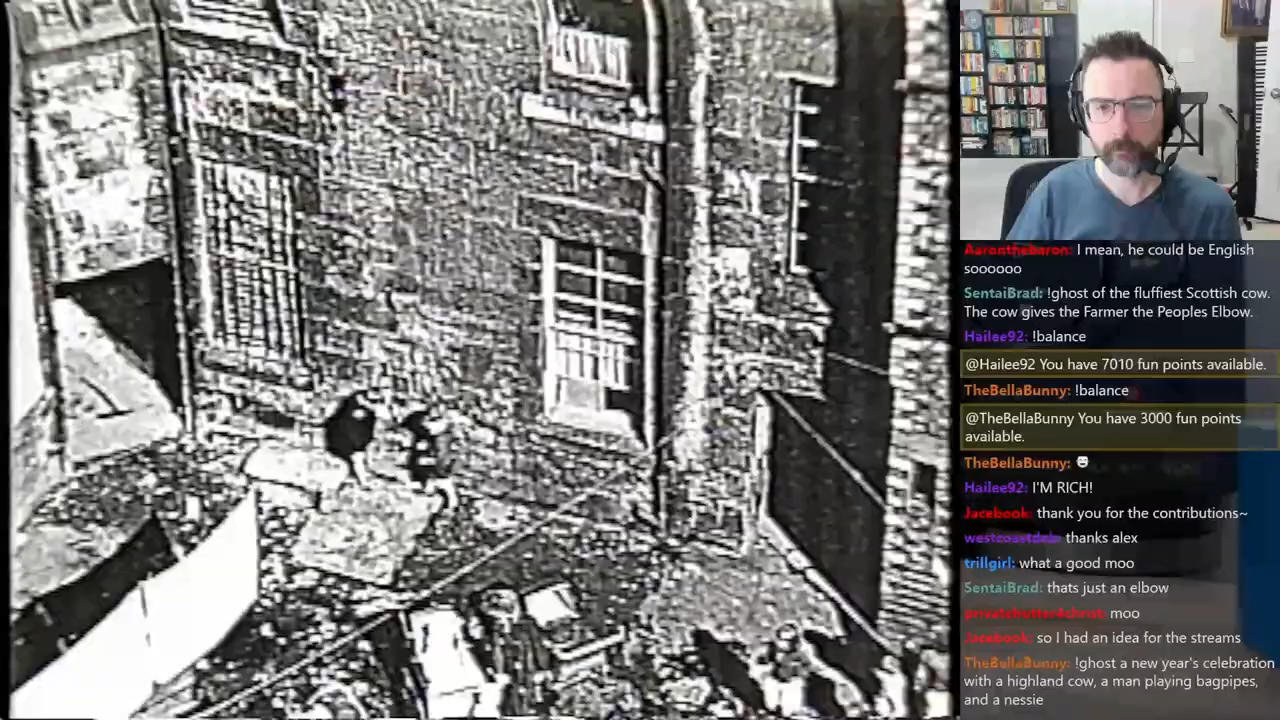 Aaronthebaron: I mean, he could be English
soooooo
SentaiBrad: !ghost of the fluffiest Scottish cow.
The cow gives the Farmer the Peoples Elbow.
Hailee92: !balance
@Hailee92 You have 7010 fun points available.
TheBellaBunny: !balance
@TheBellaBunny You have 3000 fun points
available.
TheBellaBunny:
Hailee92: I'M RICH!
Jacebook: thank you for the contributions~
thanks alex
trillgirl: what a good moo
SentaiBrad: thats just an elbow
privatebutter4christ: moo
Jacebook: so I had an idea for the streams
TheBellaBunny: !ghost a new year's celebration
with a highland cow, a man playing bagpipes,
and a nessie